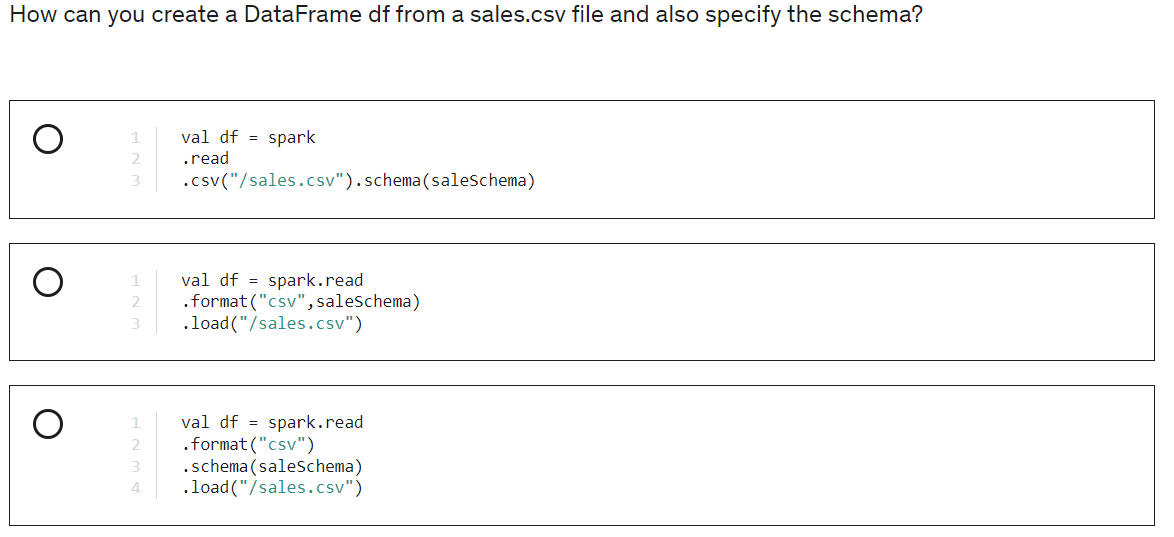 How can you create a DataFrame df from a sales.csv file and also specify the schema?
1 val df = spark
2 .read
3 .csv("/sales.csv").schema(saleSchema)
1 val df = spark.read
2 .format("csv",saleSchema)
3 .load("/sales.csv")
1 val df = spark.read
2 .format("csv")
3 .schema(saleSchema)
4 .load("/sales.csv")